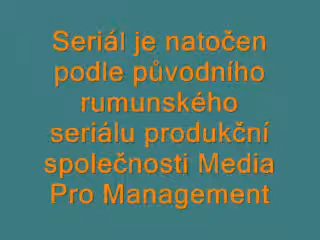 Seriál je natočen
podle původního
rumunského
seriálu produkční
společnosti Media
Pro Management